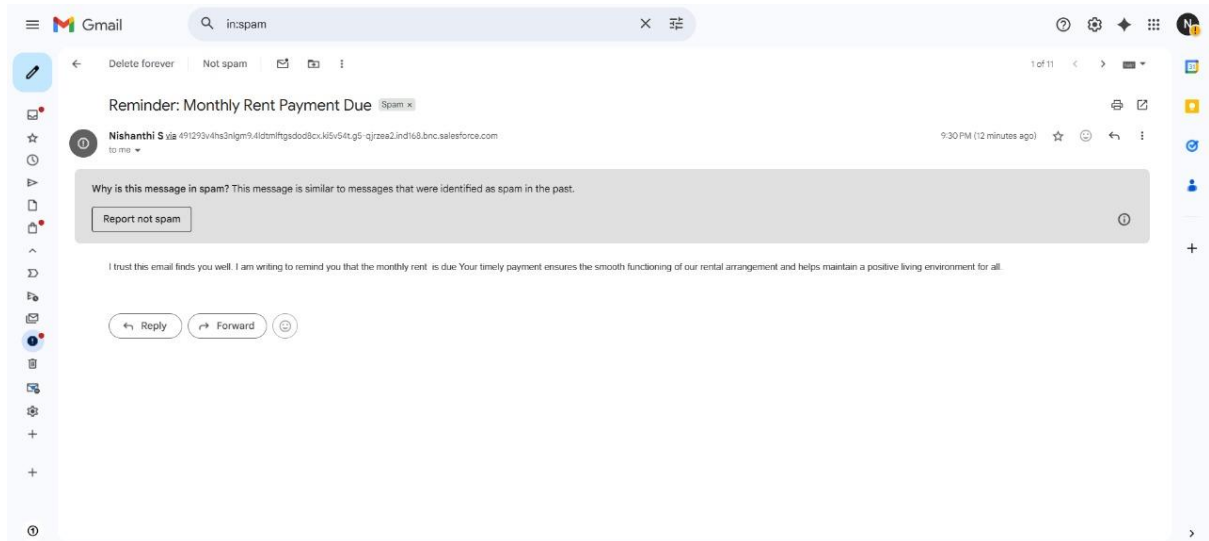 Gmail
in:spam
Delete forever Not spam
1 of 11
Reminder: Monthly Rent Payment Due Spam x
Nishanthi S via 491293v4hs3nlgm9.4ldtmlftgsdod8cx.ki5v54t.g5-qjrzea2.ind168.bnc.salesforce.com
9:30 PM (12 minutes ago)
to me
Why is this message in spam? This message is similar to messages that were identified as spam in the past.
Report not spam
I trust this email finds you well. I am writing to remind you that the monthly rent is due Your timely payment ensures the smooth functioning of our rental arrangement and helps maintain a positive living environment for all.
Reply Forward